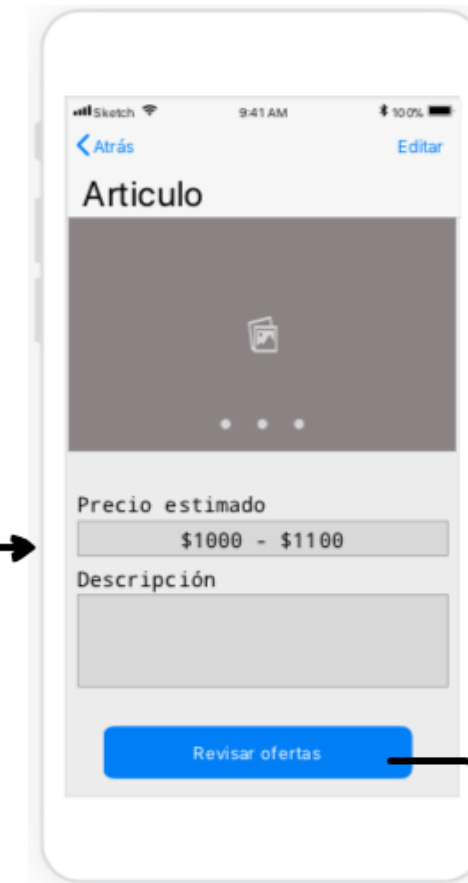 Sketch 9:41 AM 100%
Atrás Editar
Articulo
Precio estimado
$1000 - $1100
Descripción
Revisar ofertas